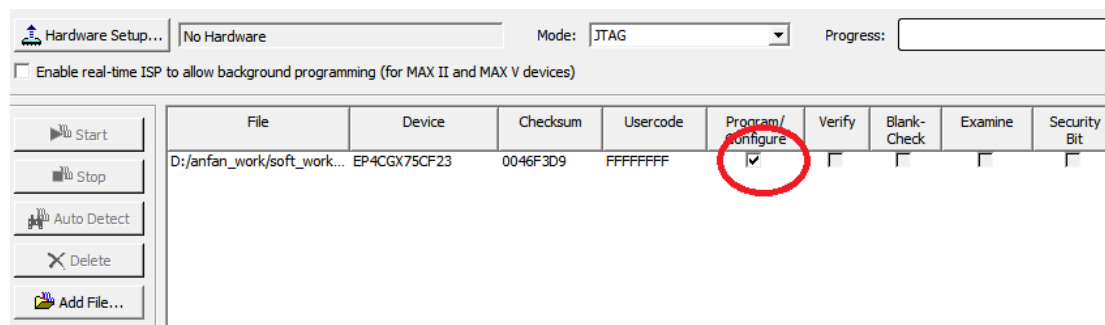 Hardware Setup... No Hardware Mode: JTAG Progress:
Enable real-time ISP to allow background programming (for MAX II and MAX V devices)
Start
Stop
Auto Detect
Delete
Add File...
File Device Checksum Usercode Program/ Configure Verify Blank- Check Examine Security Bit
D:/anfan_work/soft_work... EP4CGX75CF23 0046F3D9 FFFFFFFF